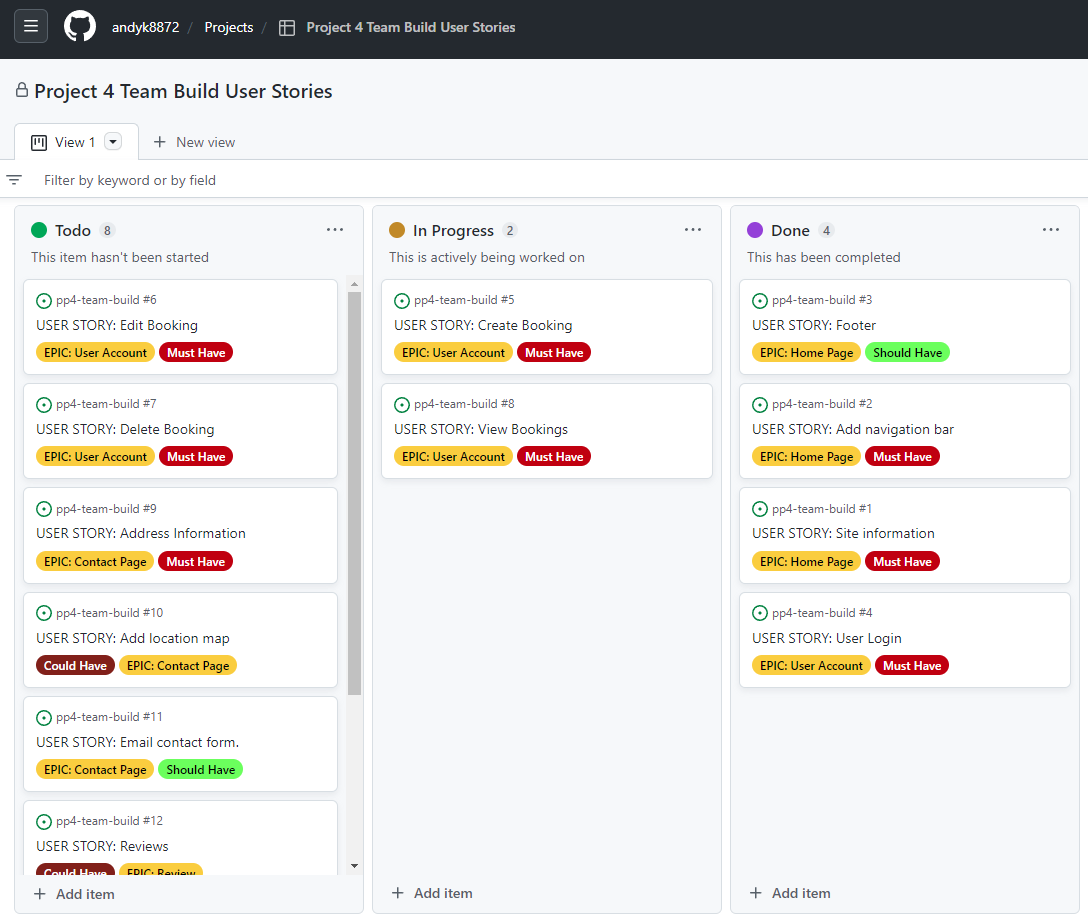 andyk8872 / Projects / Project 4 Team Build User Stories
Project 4 Team Build User Stories
View 1
New view
Filter by keyword or by field
Todo 8
This item hasn't been started
pp4-team-build #6
USER STORY: Edit Booking
EPIC: User Account Must Have
pp4-team-build #7
USER STORY: Delete Booking
EPIC: User Account Must Have
pp4-team-build #9
USER STORY: Address Information
EPIC: Contact Page Must Have
pp4-team-build #10
USER STORY: Add location map
Could Have EPIC: Contact Page
pp4-team-build #11
USER STORY: Email contact form.
EPIC: Contact Page Should Have
pp4-team-build #12
USER STORY: Reviews
Could Have EPIC: Review
Add item
In Progress 2
This is actively being worked on
pp4-team-build #5
USER STORY: Create Booking
EPIC: User Account Must Have
pp4-team-build #8
USER STORY: View Bookings
EPIC: User Account Must Have
Add item
Done 4
This has been completed
pp4-team-build #3
USER STORY: Footer
EPIC: Home Page Should Have
pp4-team-build #2
USER STORY: Add navigation bar
EPIC: Home Page Must Have
pp4-team-build #1
USER STORY: Site information
EPIC: Home Page Must Have
pp4-team-build #4
USER STORY: User Login
EPIC: User Account Must Have
Add item